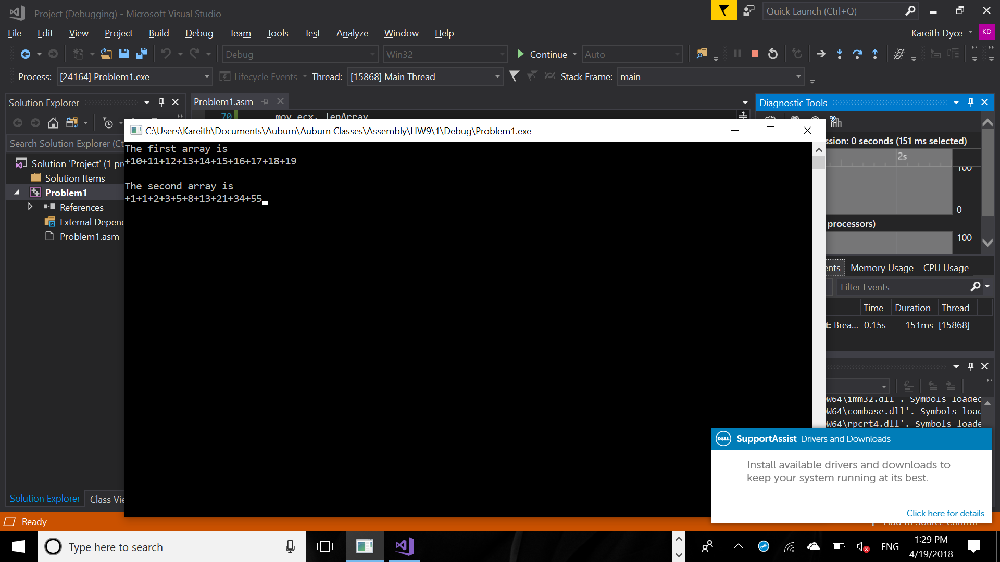 Project (Debugging) - Microsoft Visual Studio
Quick Launch (Ctrl+Q)
File Edit View Project Build Debug Team Tools Test Analyze Window Help
Kareith Dyce KD
Debug Win32 Continue Auto
Process: [24164] Problem1.exe Lifecycle Events Thread: [15868] Main Thread Stack Frame: main
Solution Explorer
Problem1.asm
Diagnostic Tools
70 mov ecx, lenArray
Search Solution Explorer (Ct
Solution 'Project' (1 pr
Solution Items
Problem1
References
External Depend
Problem1.asm
Solution Explorer Class Vie
C:\Users\Kareith\Documents\Auburn\Auburn Classes\Assembly\HW9\1\Debug\Problem1.exe
The first array is
+10+11+12+13+14+15+16+17+18+19
The second array is
+1+1+2+3+5+8+13+21+34+55
ssion: 0 seconds (151 ms selected)
2s
100
0
processors)
100
ents Memory Usage CPU Usage
Filter Events
Time Duration Thread
t: Brea... 0.15s 151ms [15868]
W64\imm32.dll'. Symbols loaded
W64\combase.dll'. Symbols load
W64\rpcrt4.dll'. Symbols loade
DELL SupportAssist Drivers and Downloads
Install available drivers and downloads to
keep your system running at its best.
Click here for details
Ready
Add to Source Control
Type here to search
ENG
1:29 PM
4/19/2018